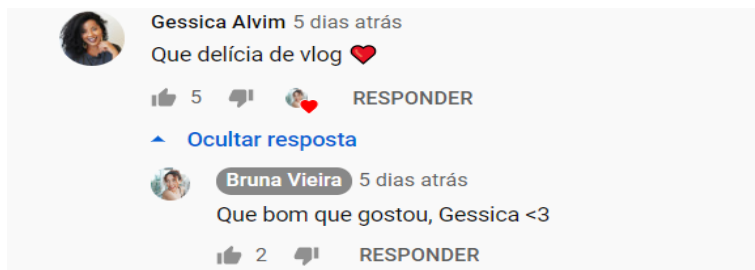 Gessica Alvim 5 dias atrás
Que delícia de vlog ❤
5 RESPONDER
Ocultar resposta
Bruna Vieira 5 dias atrás
Que bom que gostou, Gessica <3
2 RESPONDER